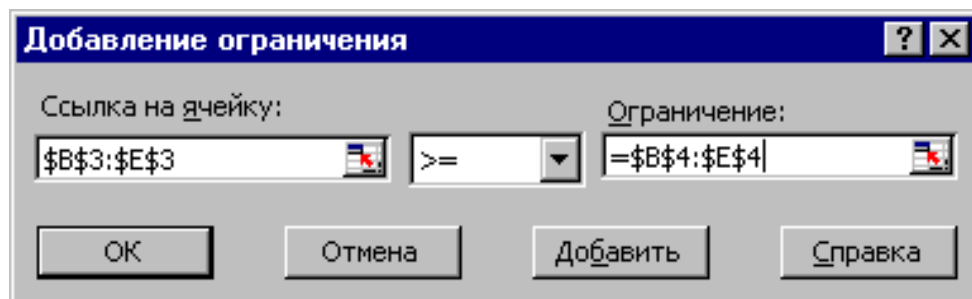 Добавление ограничения
Ссылка на ячейку:
Ограничение:
$B$3:$E$3
>=
=$B$4:$E$4
ОК
Отмена
Добавить
Справка